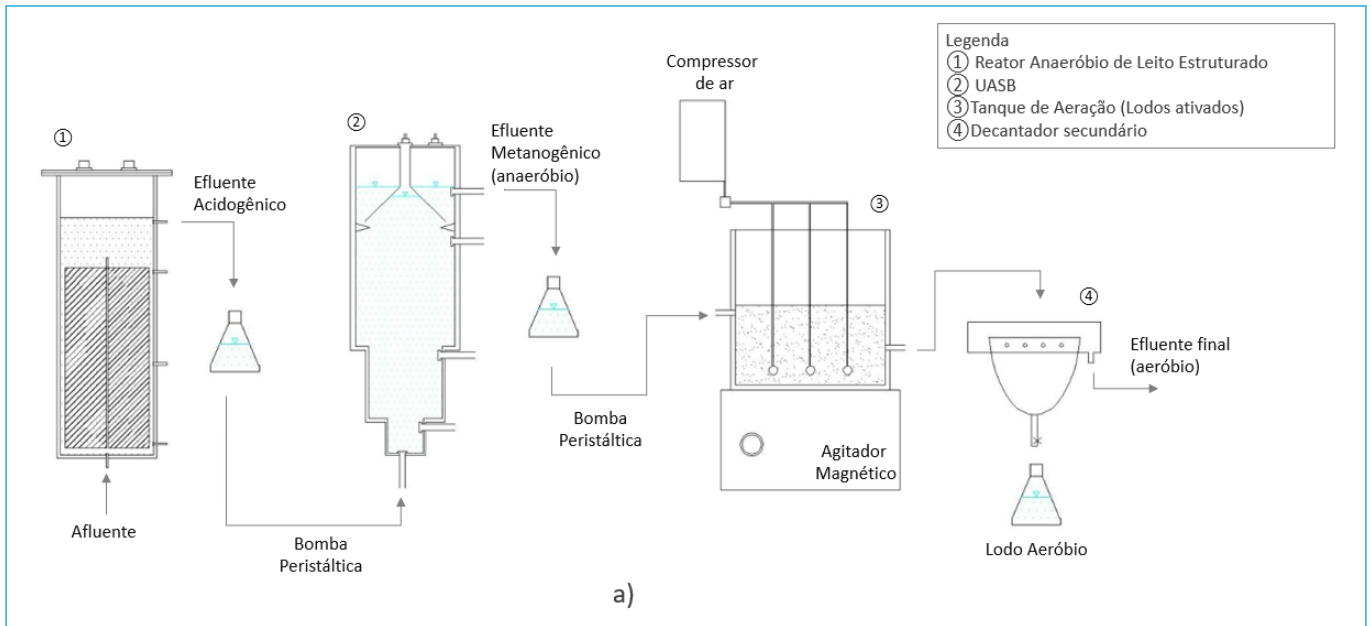 Legenda
① Reator Anaeróbio de Leito Estruturado
② UASB
③ Tanque de Aeração (Lodos ativados)
④ Decantador secundário
Compressor
de ar
①
②
Efluente
Metanogênico
(anaeróbio)
Efluente
Acidogênico
③
④
Efluente final
(aeróbio)
Bomba
Peristáltica
Agitador
Magnético
Afluente
Bomba
Peristáltica
Lodo Aeróbio
a)